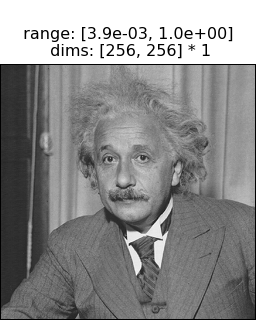 range: [3.9e-03, 1.0e+00]
dims: [256, 256] * 1